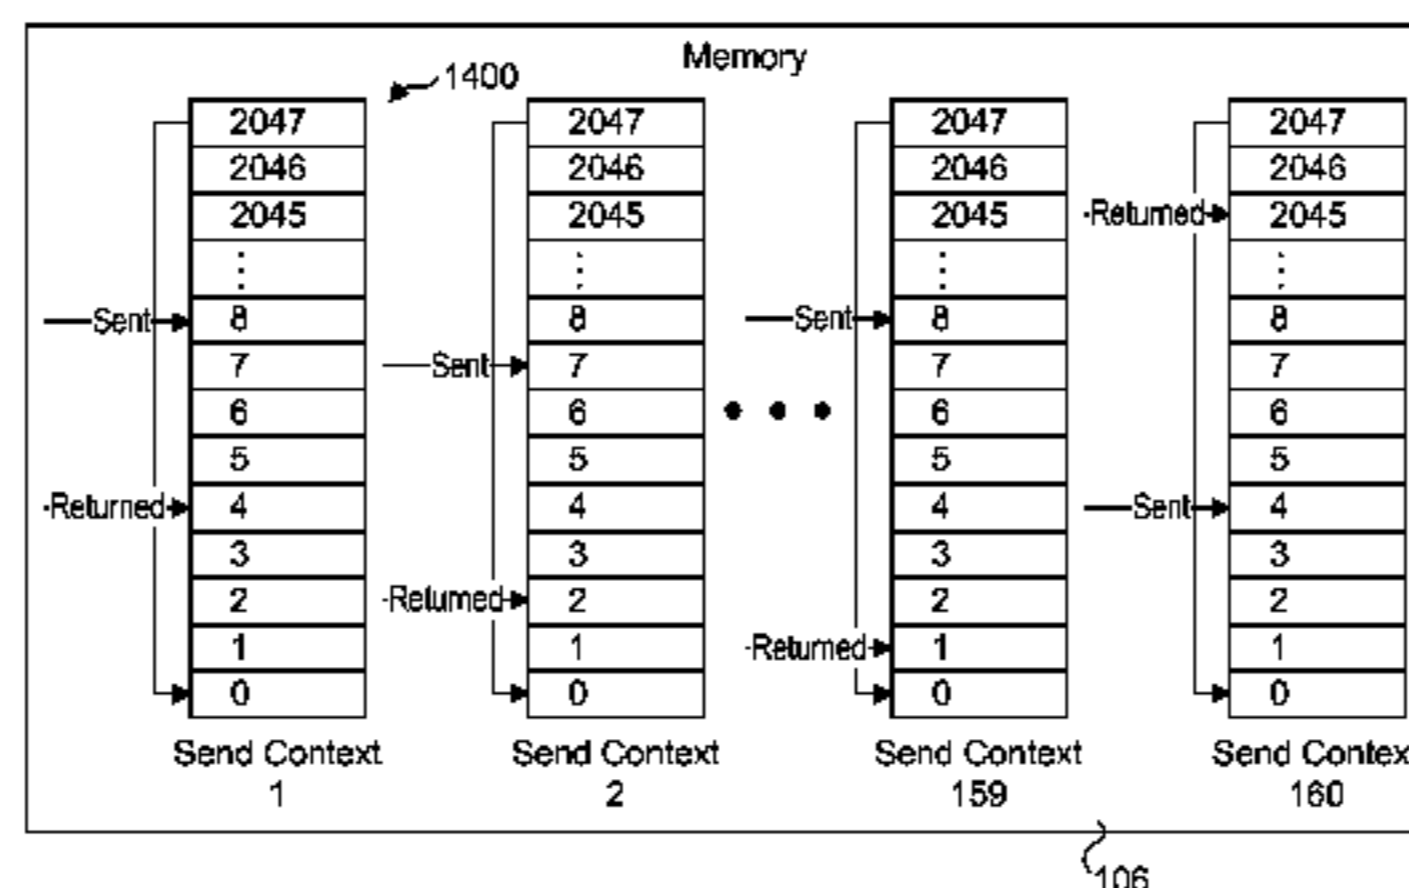 Memory
1400
2047 2047 2047 2047
2046 2046 2046 2046
2045 2045 2045 Returned 2045
⋮ ⋮ ⋮ ⋮
Sent 8 8 Sent 8 8
7 Sent 7 7 7
6 6 • • • 6 6
5 5 5 5
Returned 4 4 4 Sent 4
3 3 3 3
2 Returned 2 2 2
1 1 Returned 1 1
0 0 0 0
Send Context Send Context Send Context Send Contex
1 2 159 160
106